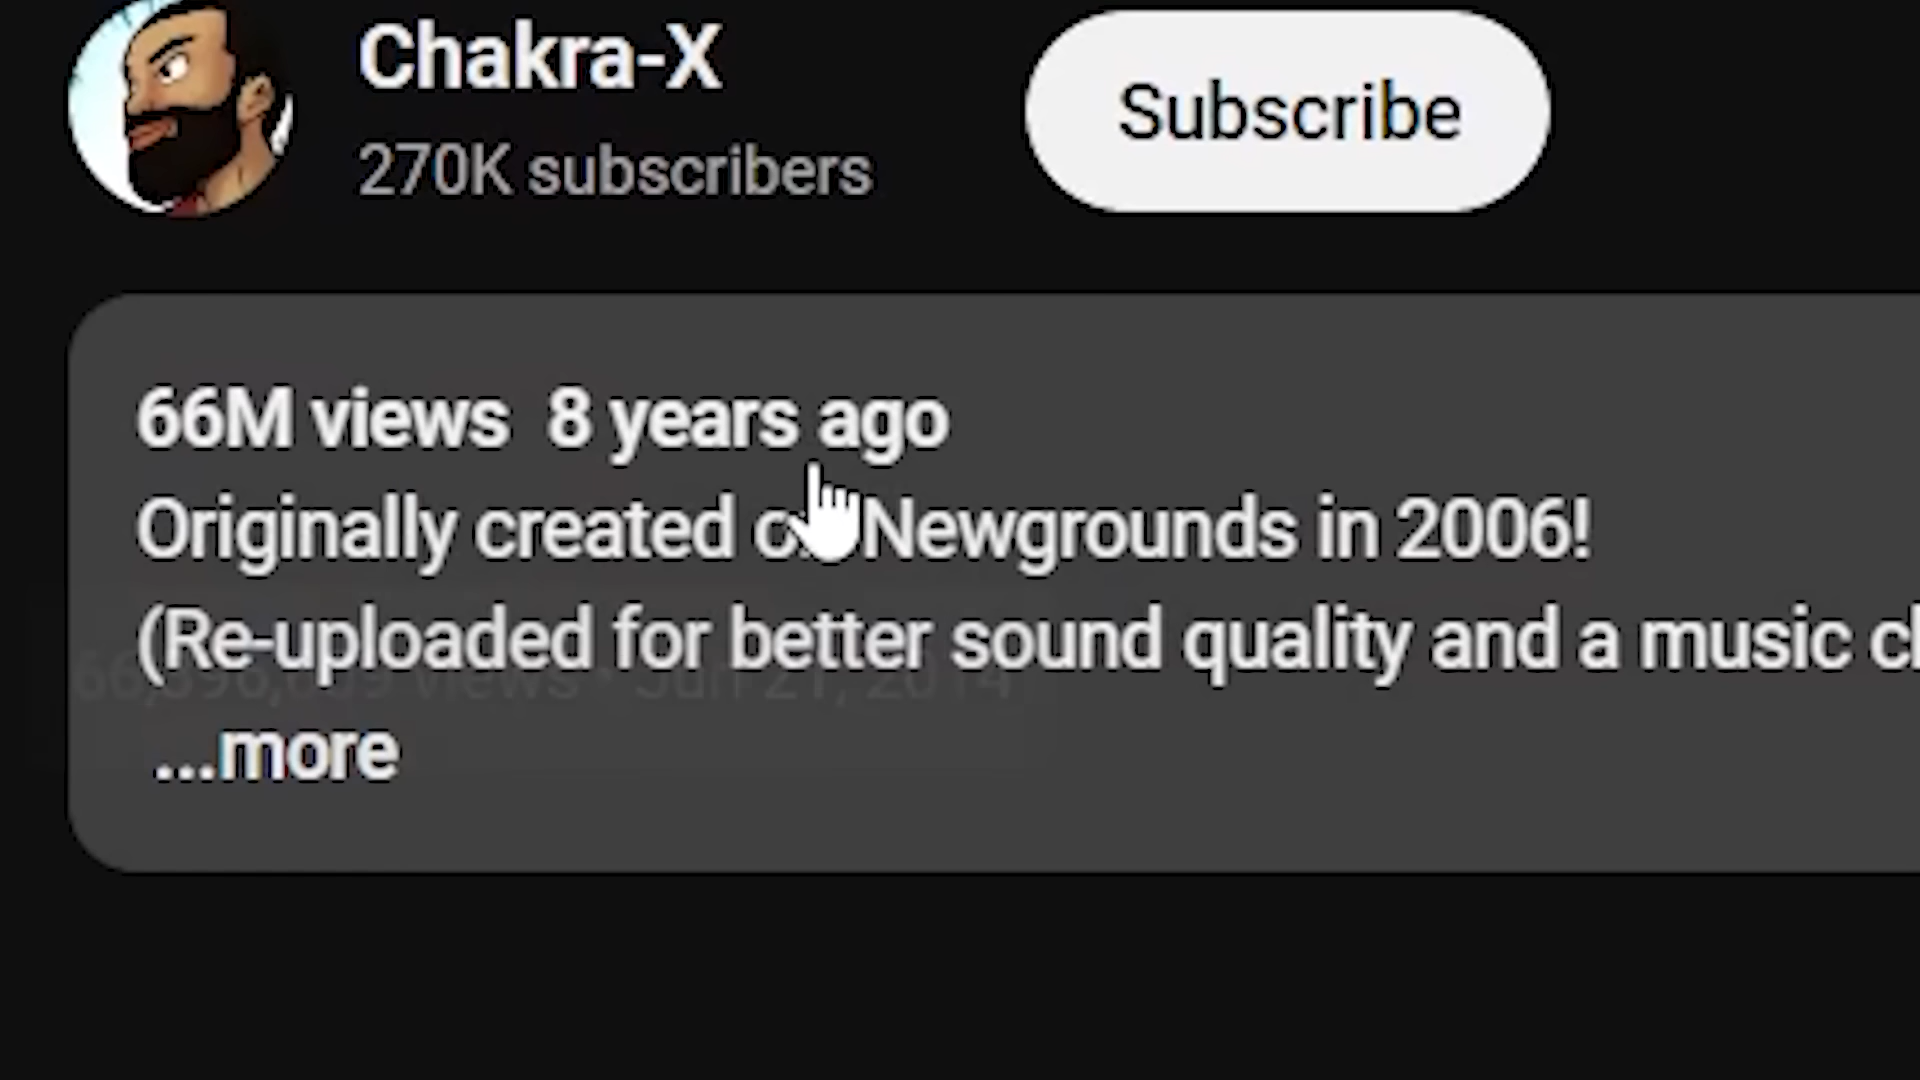 Chakra-X
270K subscribers
Subscribe
66M views 8 years ago
Originally created Newgrounds in 2006!
(Re-uploaded for better sound quality and a music
...more